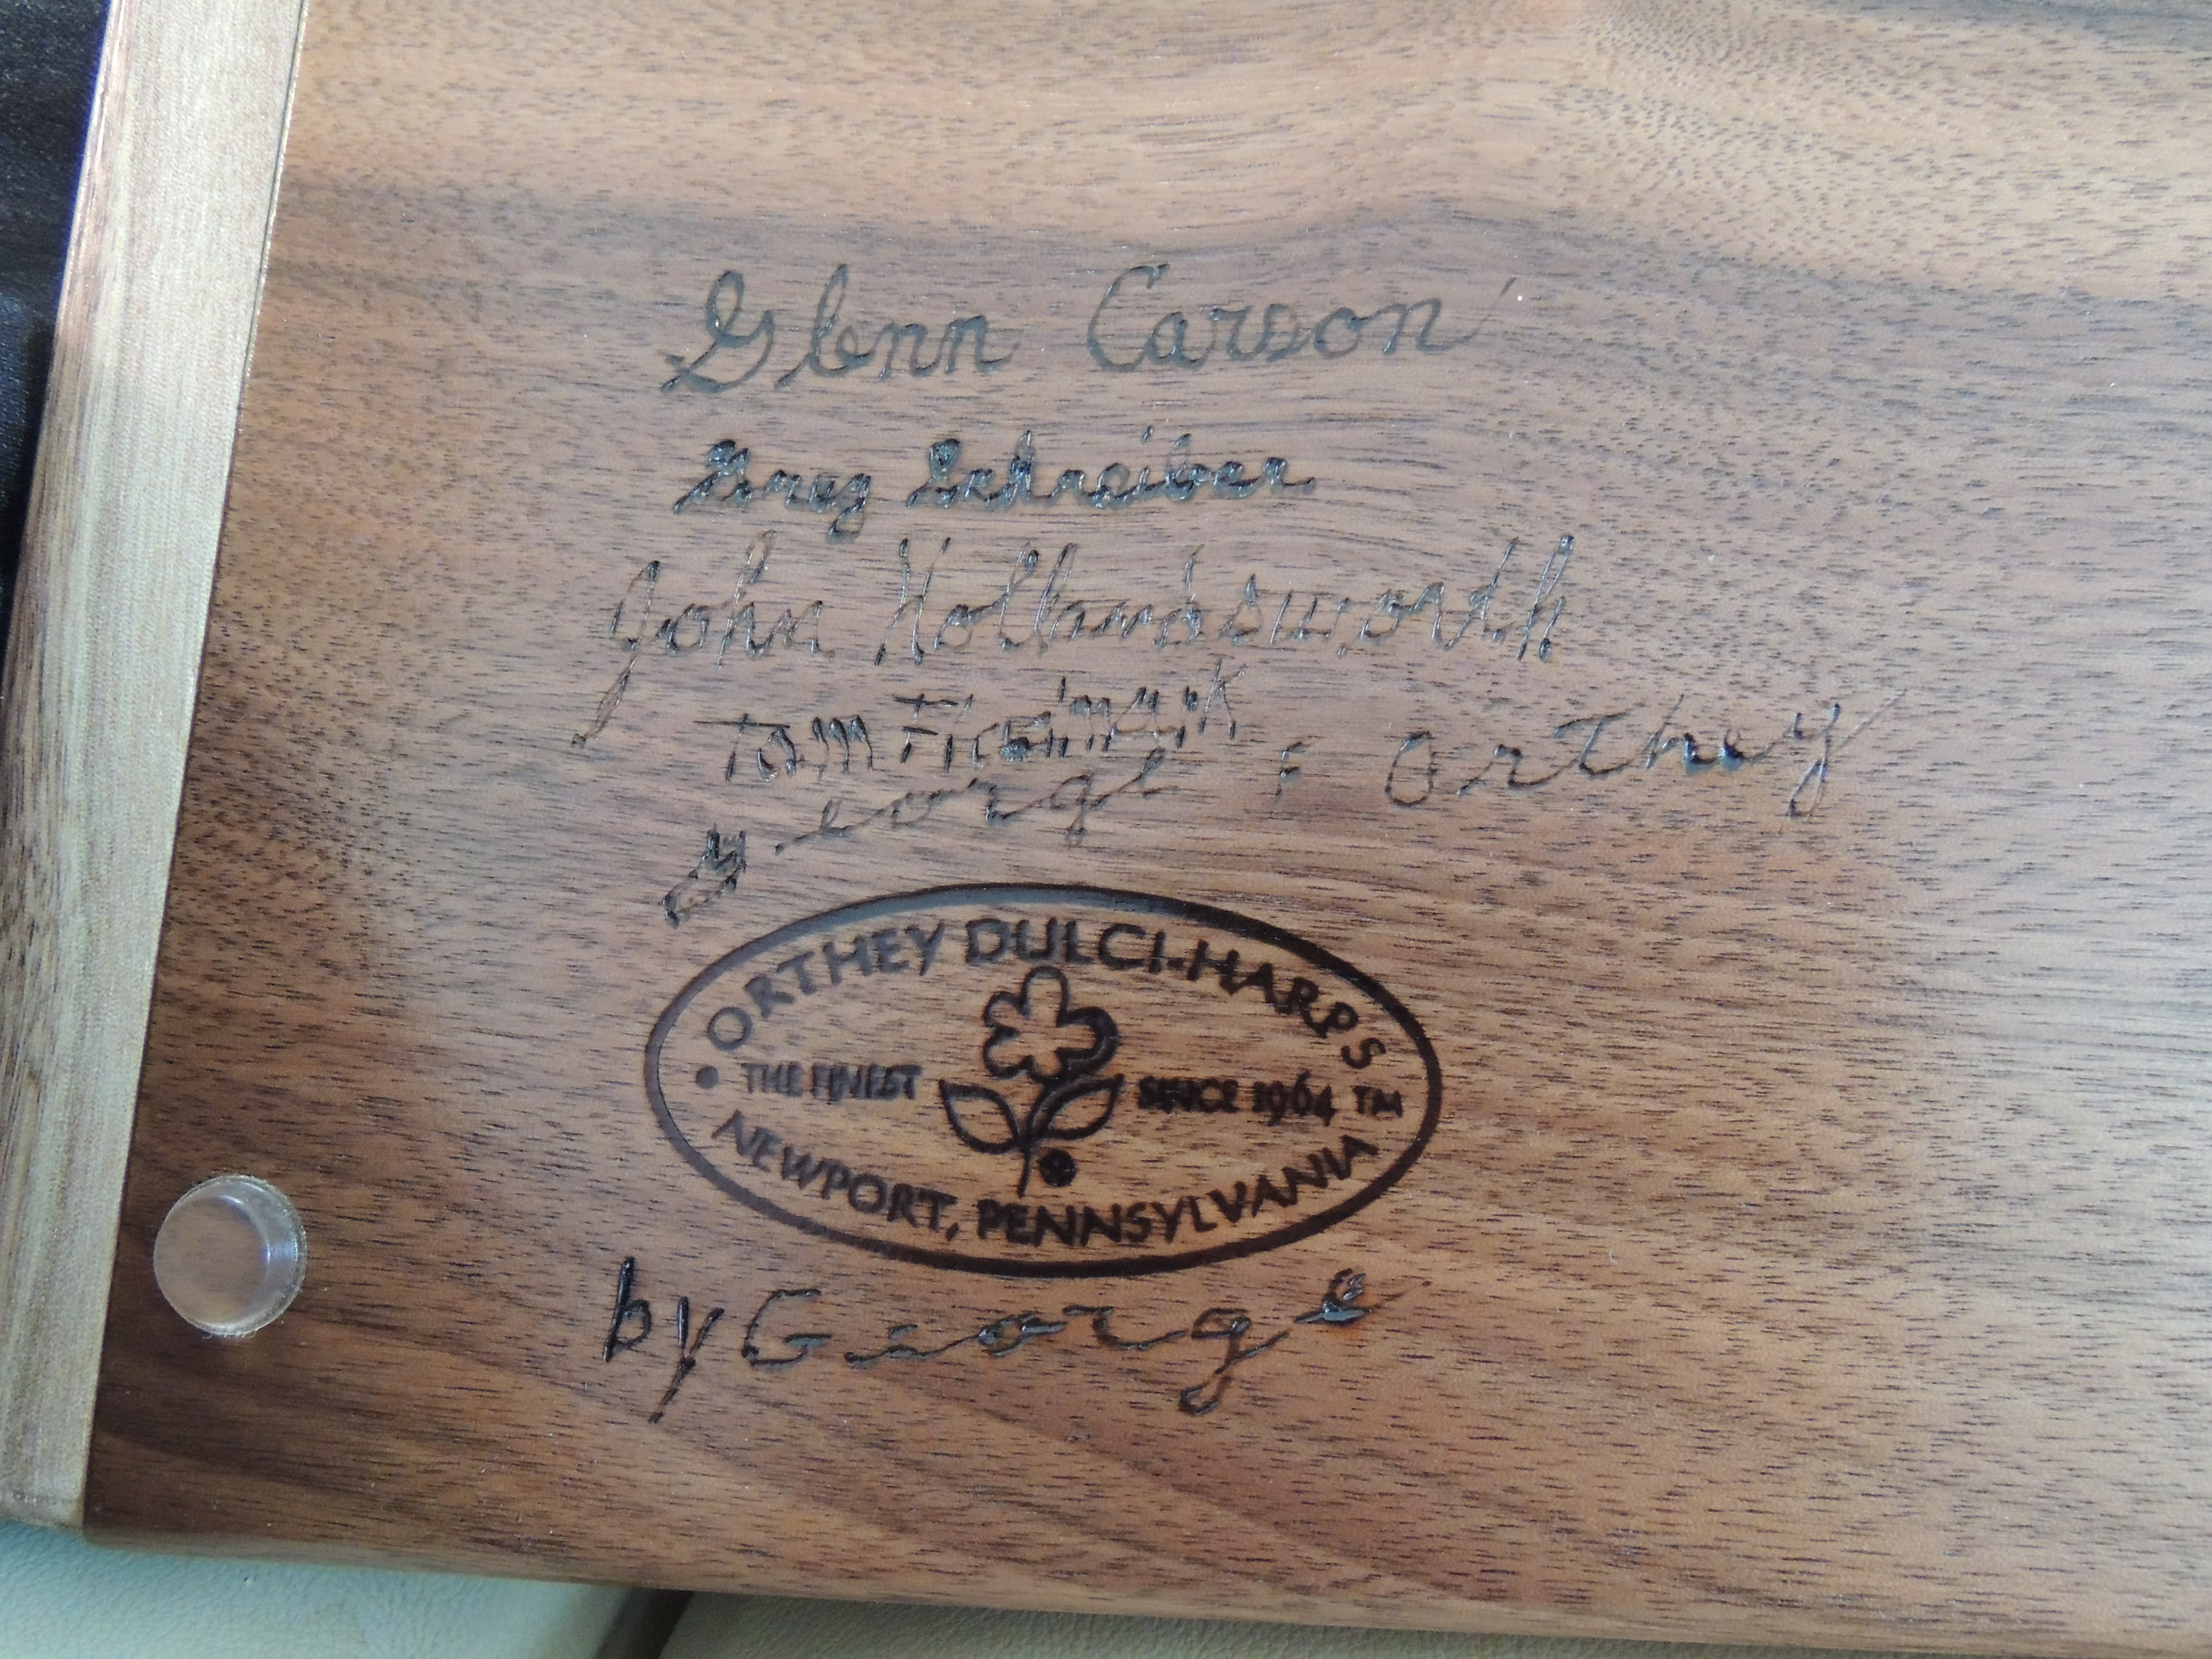 Glenn Carson
Greg Schreiber
John Hollandsworth
Tom
George F Orthey
ORTHEY DULCI-HARPS
THE FINEST SINCE 1964 ™
NEWPORT, PENNSYLVANIA
by George